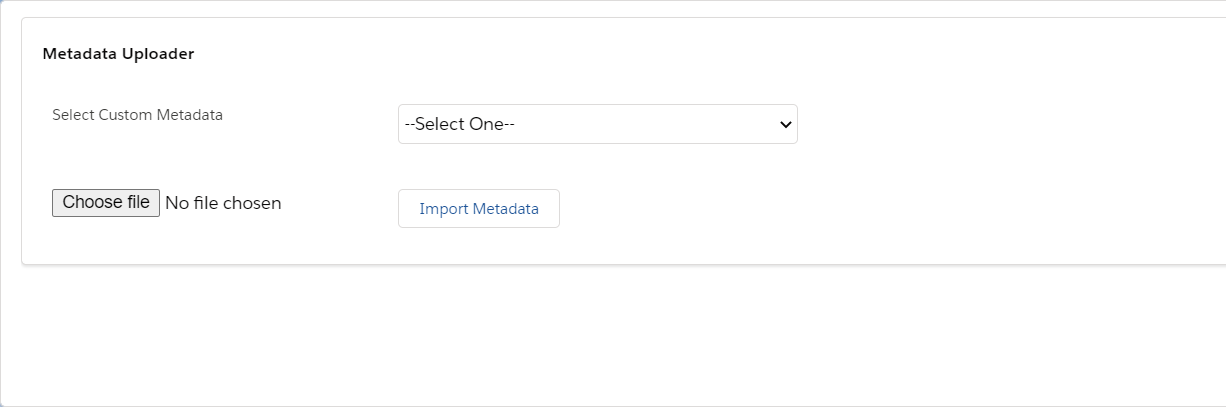 Metadata Uploader
Select Custom Metadata
--Select One--
Choose file No file chosen
Import Metadata